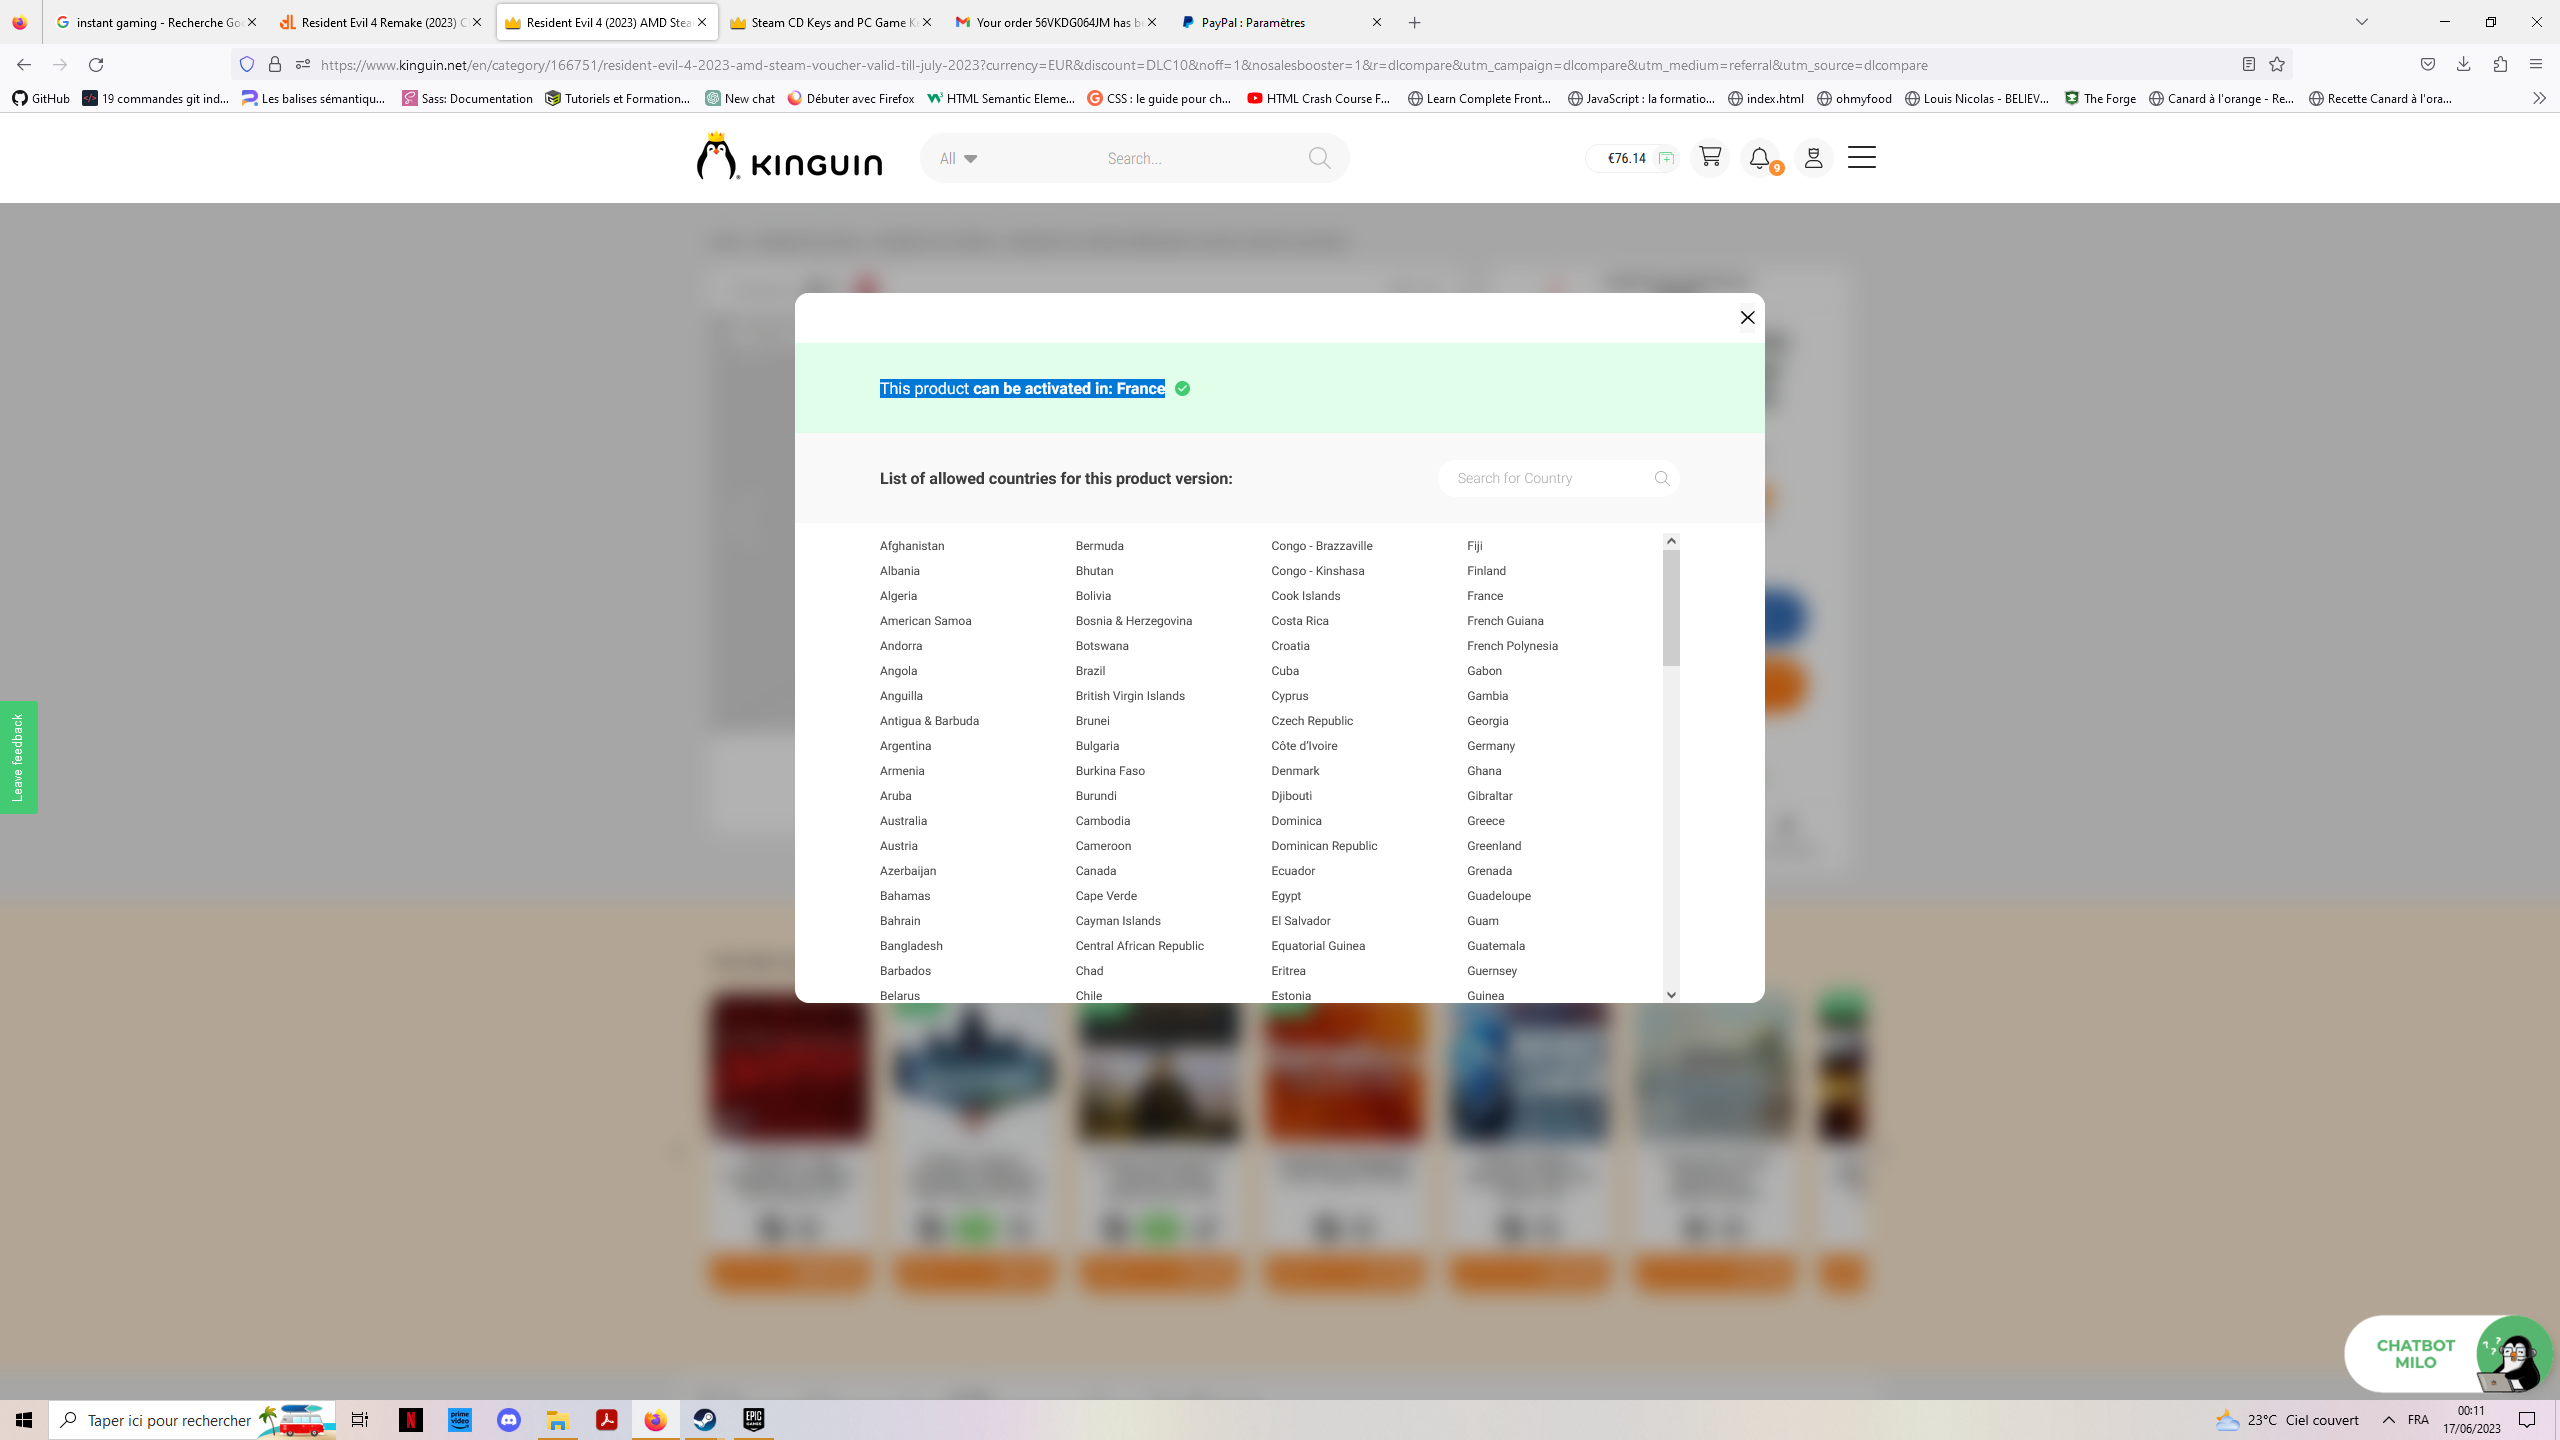 instant gaming - Recherche Go
Resident Evil 4 Remake (2023) C
Resident Evil 4 (2023) AMD Stea
Steam CD Keys and PC Game K
Your order 56VKDG064JM has b
PayPal : Paramètres
https://www.kinguin.net/en/category/166751/resident-evil-4-2023-amd-steam-voucher-valid-till-july-2023?currency=EUR&discount=DLC10&noff=1&nosalesbooster=1&r=dlcompare&utm_campaign=dlcompare&utm_medium=referral&utm_source=dlcompare
GitHub
19 commandes git ind...
Les balises sémantiqu...
Sass: Documentation
Tutoriels et Formation...
New chat
Débuter avec Firefox
HTML Semantic Eleme...
CSS : le guide pour ch...
HTML Crash Course F...
Learn Complete Front...
JavaScript : la formatio...
index.html
ohmyfood
Louis Nicolas - BELIEV...
The Forge
Canard à l'orange - Re...
Recette Canard à l'ora...
KINGUIN
All
Search...
€76.14
9
This product can be activated in: France
List of allowed countries for this product version:
Search for Country
Afghanistan
Albania
Algeria
American Samoa
Andorra
Angola
Anguilla
Antigua & Barbuda
Argentina
Armenia
Aruba
Australia
Austria
Azerbaijan
Bahamas
Bahrain
Bangladesh
Barbados
Belarus
Bermuda
Bhutan
Bolivia
Bosnia & Herzegovina
Botswana
Brazil
British Virgin Islands
Brunei
Bulgaria
Burkina Faso
Burundi
Cambodia
Cameroon
Canada
Cape Verde
Cayman Islands
Central African Republic
Chad
Chile
Congo - Brazzaville
Congo - Kinshasa
Cook Islands
Costa Rica
Croatia
Cuba
Cyprus
Czech Republic
Côte d'Ivoire
Denmark
Djibouti
Dominica
Dominican Republic
Ecuador
Egypt
El Salvador
Equatorial Guinea
Eritrea
Estonia
Fiji
Finland
France
French Guiana
French Polynesia
Gabon
Gambia
Georgia
Germany
Ghana
Gibraltar
Greece
Greenland
Grenada
Guadeloupe
Guam
Guatemala
Guernsey
Guinea
Leave feedback
CHATBOT
MILO
Taper ici pour rechercher
prime video
EPIC GAMES
23°C Ciel couvert
FRA
00:11
17/06/2023